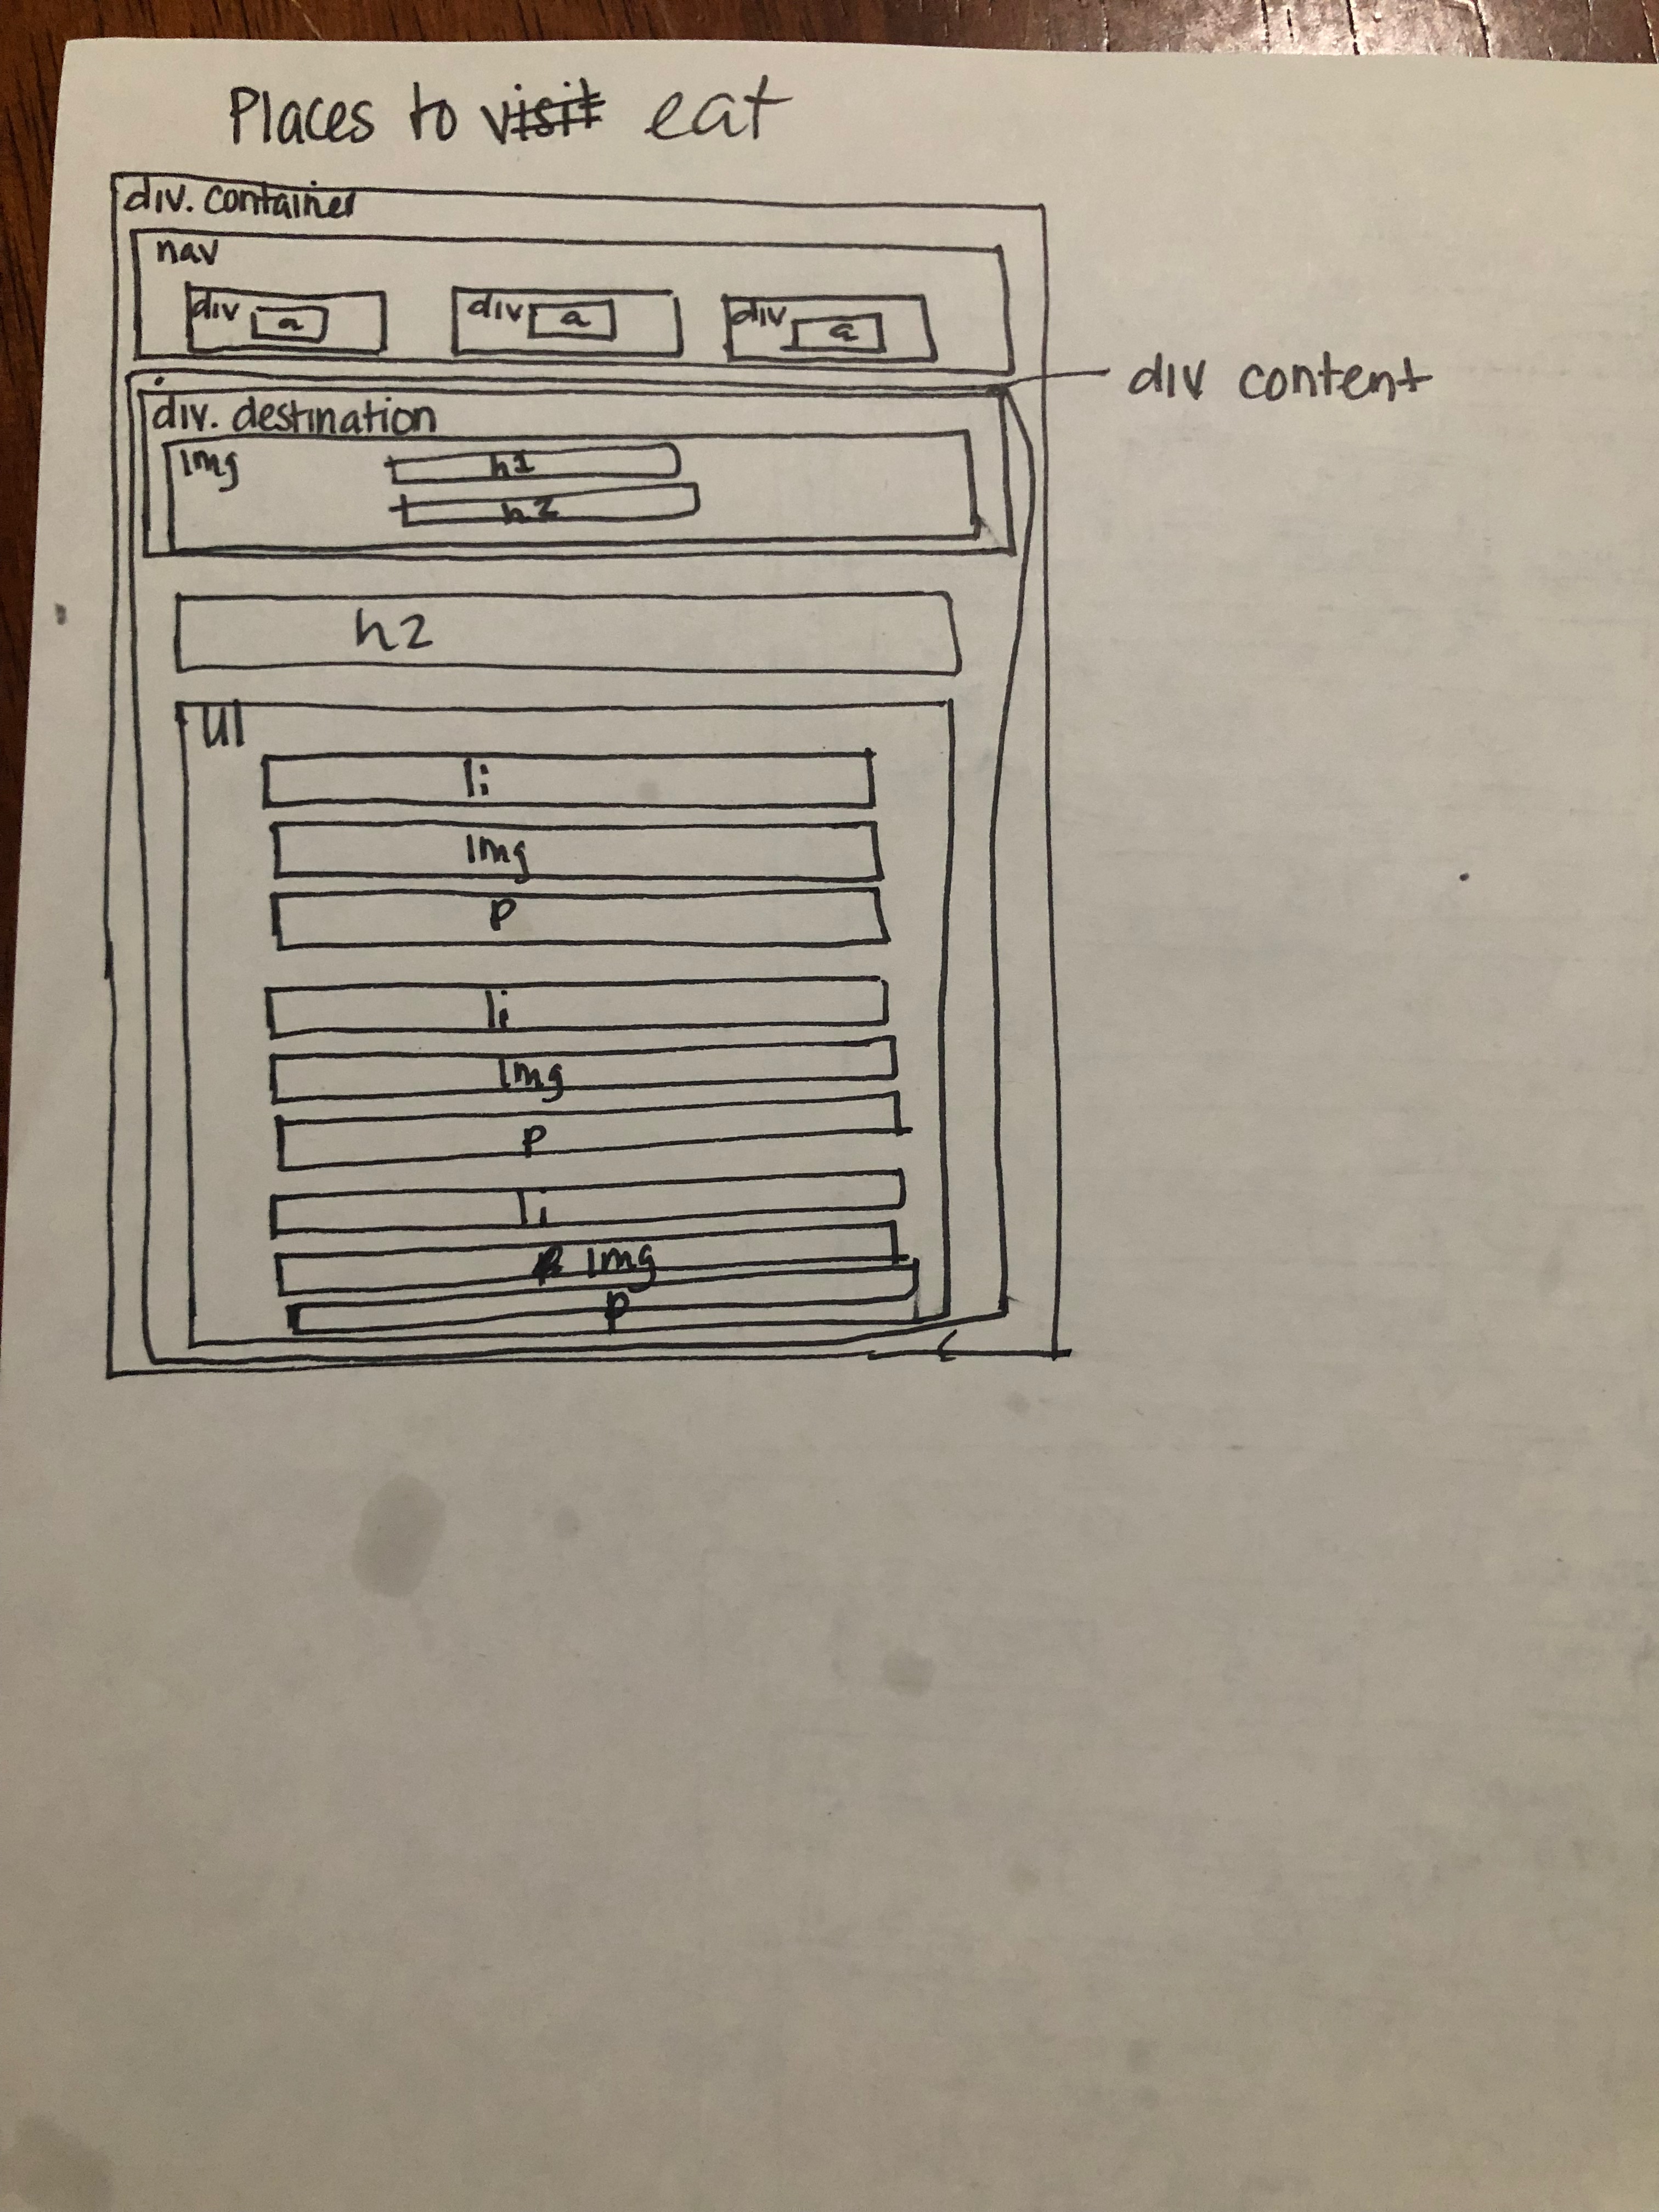 Places to visit eat
div. container
nav
div a div a div a
div content
div. destination
img h1
h2
h2
ul
li
img
p
li
img
p
li
img
p